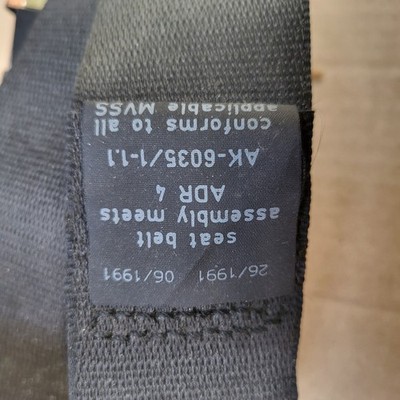 26/1991 06/1991
seat belt
assembly meets
ADR 4
AK-6035/1-1.1
conforms to all
applicable MVSS